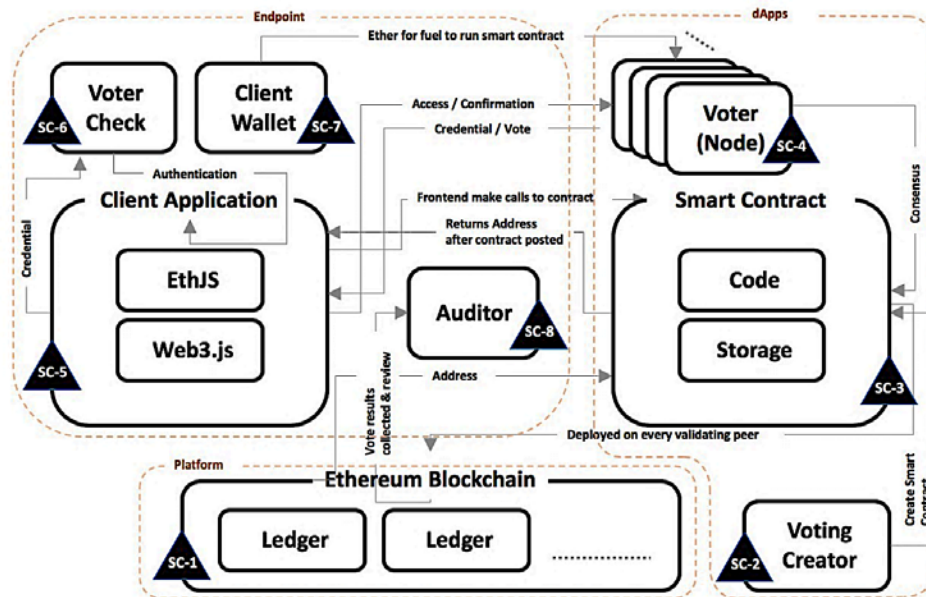 Endpoint
dApps
Ether for fuel to run smart contract
Voter
Check
SC-6
Client
Wallet
SC-7
Access / Confirmation
Credential / Vote
Voter
(Node)
SC-4
Authentication
Client Application
Frontend make calls to contract
Smart Contract
Consensus
Credential
Returns Address
after contract posted
EthJS
Web3.js
SC-5
Auditor
SC-8
Code
Storage
SC-3
Address
Vote results
collected & review
Deployed on every validating peer
Platform
Ethereum Blockchain
Ledger
Ledger
SC-1
Voting
Creator
SC-2
Create Smart
Contract